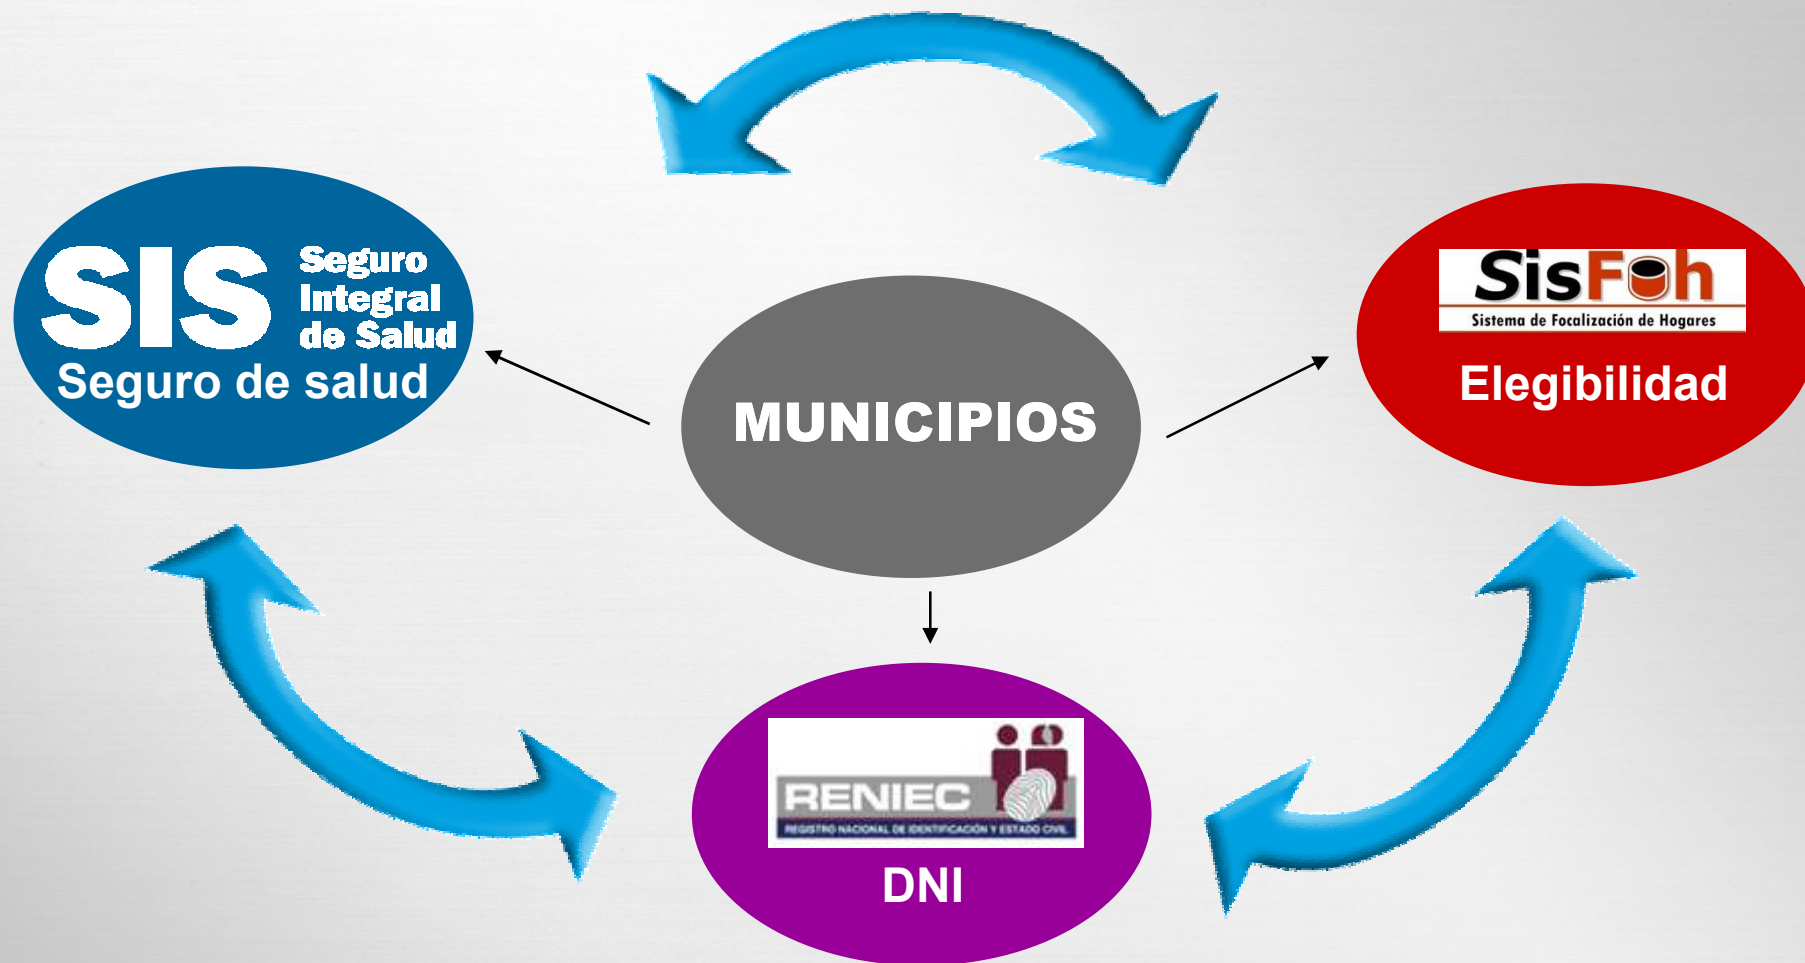 SIS
Seguro
Integral
de Salud
Seguro de salud
MUNICIPIOS
SisFoh
Sistema de Focalización de Hogares
Elegibilidad
RENIEC
REGISTRO NACIONAL DE IDENTIFICACIÓN Y ESTADO CIVIL
DNI